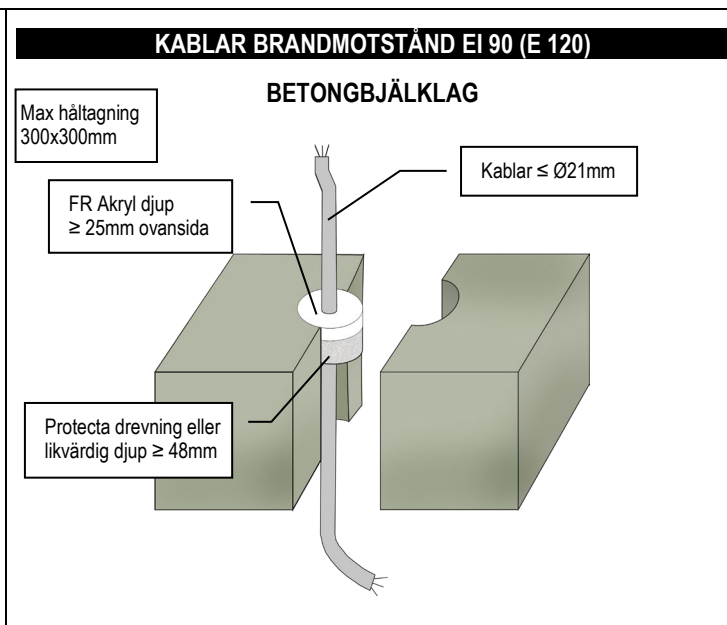 KABLAR BRANDMOTSTÅND EI 90 (E 120)
BETONGBJÄLKLAG
Max håltagning
300x300mm
Kablar ≤ Ø21mm
FR Akryl djup
≥ 25mm ovansida
Protecta drevning eller
likvärdig djup ≥ 48mm